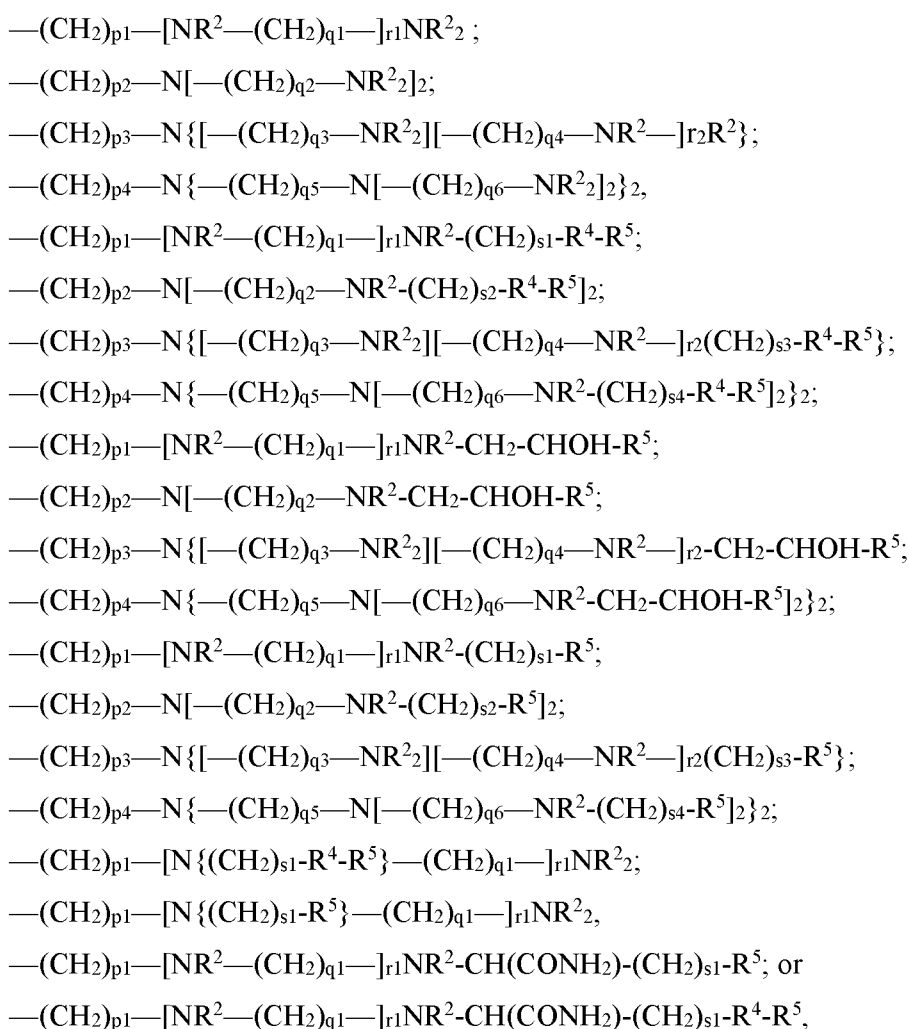 —(CH₂)ₚ₁—[NR²—(CH₂)q₁—]ᵣ₁NR²₂ ;
—(CH₂)ₚ₂—N[—(CH₂)q₂—NR²₂]₂;
—(CH₂)ₚ₃—N{[—(CH₂)q₃—NR²₂][—(CH₂)q₄—NR²—]ᵣ₂R²};
—(CH₂)ₚ₄—N{—(CH₂)q₅—N[—(CH₂)q₆—NR²₂]₂}₂,
—(CH₂)ₚ₁—[NR²—(CH₂)q₁—]ᵣ₁NR²-(CH₂)ₛ₁-R⁴-R⁵;
—(CH₂)ₚ₂—N[—(CH₂)q₂—NR²-(CH₂)ₛ₂-R⁴-R⁵]₂;
—(CH₂)ₚ₃—N{[—(CH₂)q₃—NR²₂][—(CH₂)q₄—NR²—]ᵣ₂(CH₂)ₛ₃-R⁴-R⁵};
—(CH₂)ₚ₄—N{—(CH₂)q₅—N[—(CH₂)q₆—NR²-(CH₂)ₛ₄-R⁴-R⁵]₂}₂;
—(CH₂)ₚ₁—[NR²—(CH₂)q₁—]ᵣ₁NR²-CH₂-CHOH-R⁵;
—(CH₂)ₚ₂—N[—(CH₂)q₂—NR²-CH₂-CHOH-R⁵;
—(CH₂)ₚ₃—N{[—(CH₂)q₃—NR²₂][—(CH₂)q₄—NR²—]ᵣ₂-CH₂-CHOH-R⁵;
—(CH₂)ₚ₄—N{—(CH₂)q₅—N[—(CH₂)q₆—NR²-CH₂-CHOH-R⁵]₂}₂;
—(CH₂)ₚ₁—[NR²—(CH₂)q₁—]ᵣ₁NR²-(CH₂)ₛ₁-R⁵;
—(CH₂)ₚ₂—N[—(CH₂)q₂—NR²-(CH₂)ₛ₂-R⁵]₂;
—(CH₂)ₚ₃—N{[—(CH₂)q₃—NR²₂][—(CH₂)q₄—NR²—]ᵣ₂(CH₂)ₛ₃-R⁵};
—(CH₂)ₚ₄—N{—(CH₂)q₅—N[—(CH₂)q₆—NR²-(CH₂)ₛ₄-R⁵]₂}₂;
—(CH₂)ₚ₁—[N{(CH₂)ₛ₁-R⁴-R⁵}—(CH₂)q₁—]ᵣ₁NR²₂;
—(CH₂)ₚ₁—[N{(CH₂)ₛ₁-R⁵}—(CH₂)q₁—]ᵣ₁NR²₂,
—(CH₂)ₚ₁—[NR²—(CH₂)q₁—]ᵣ₁NR²-CH(CONH₂)-(CH₂)ₛ₁-R⁵; or
—(CH₂)ₚ₁—[NR²—(CH₂)q₁—]ᵣ₁NR²-CH(CONH₂)-(CH₂)ₛ₁-R⁴-R⁵,